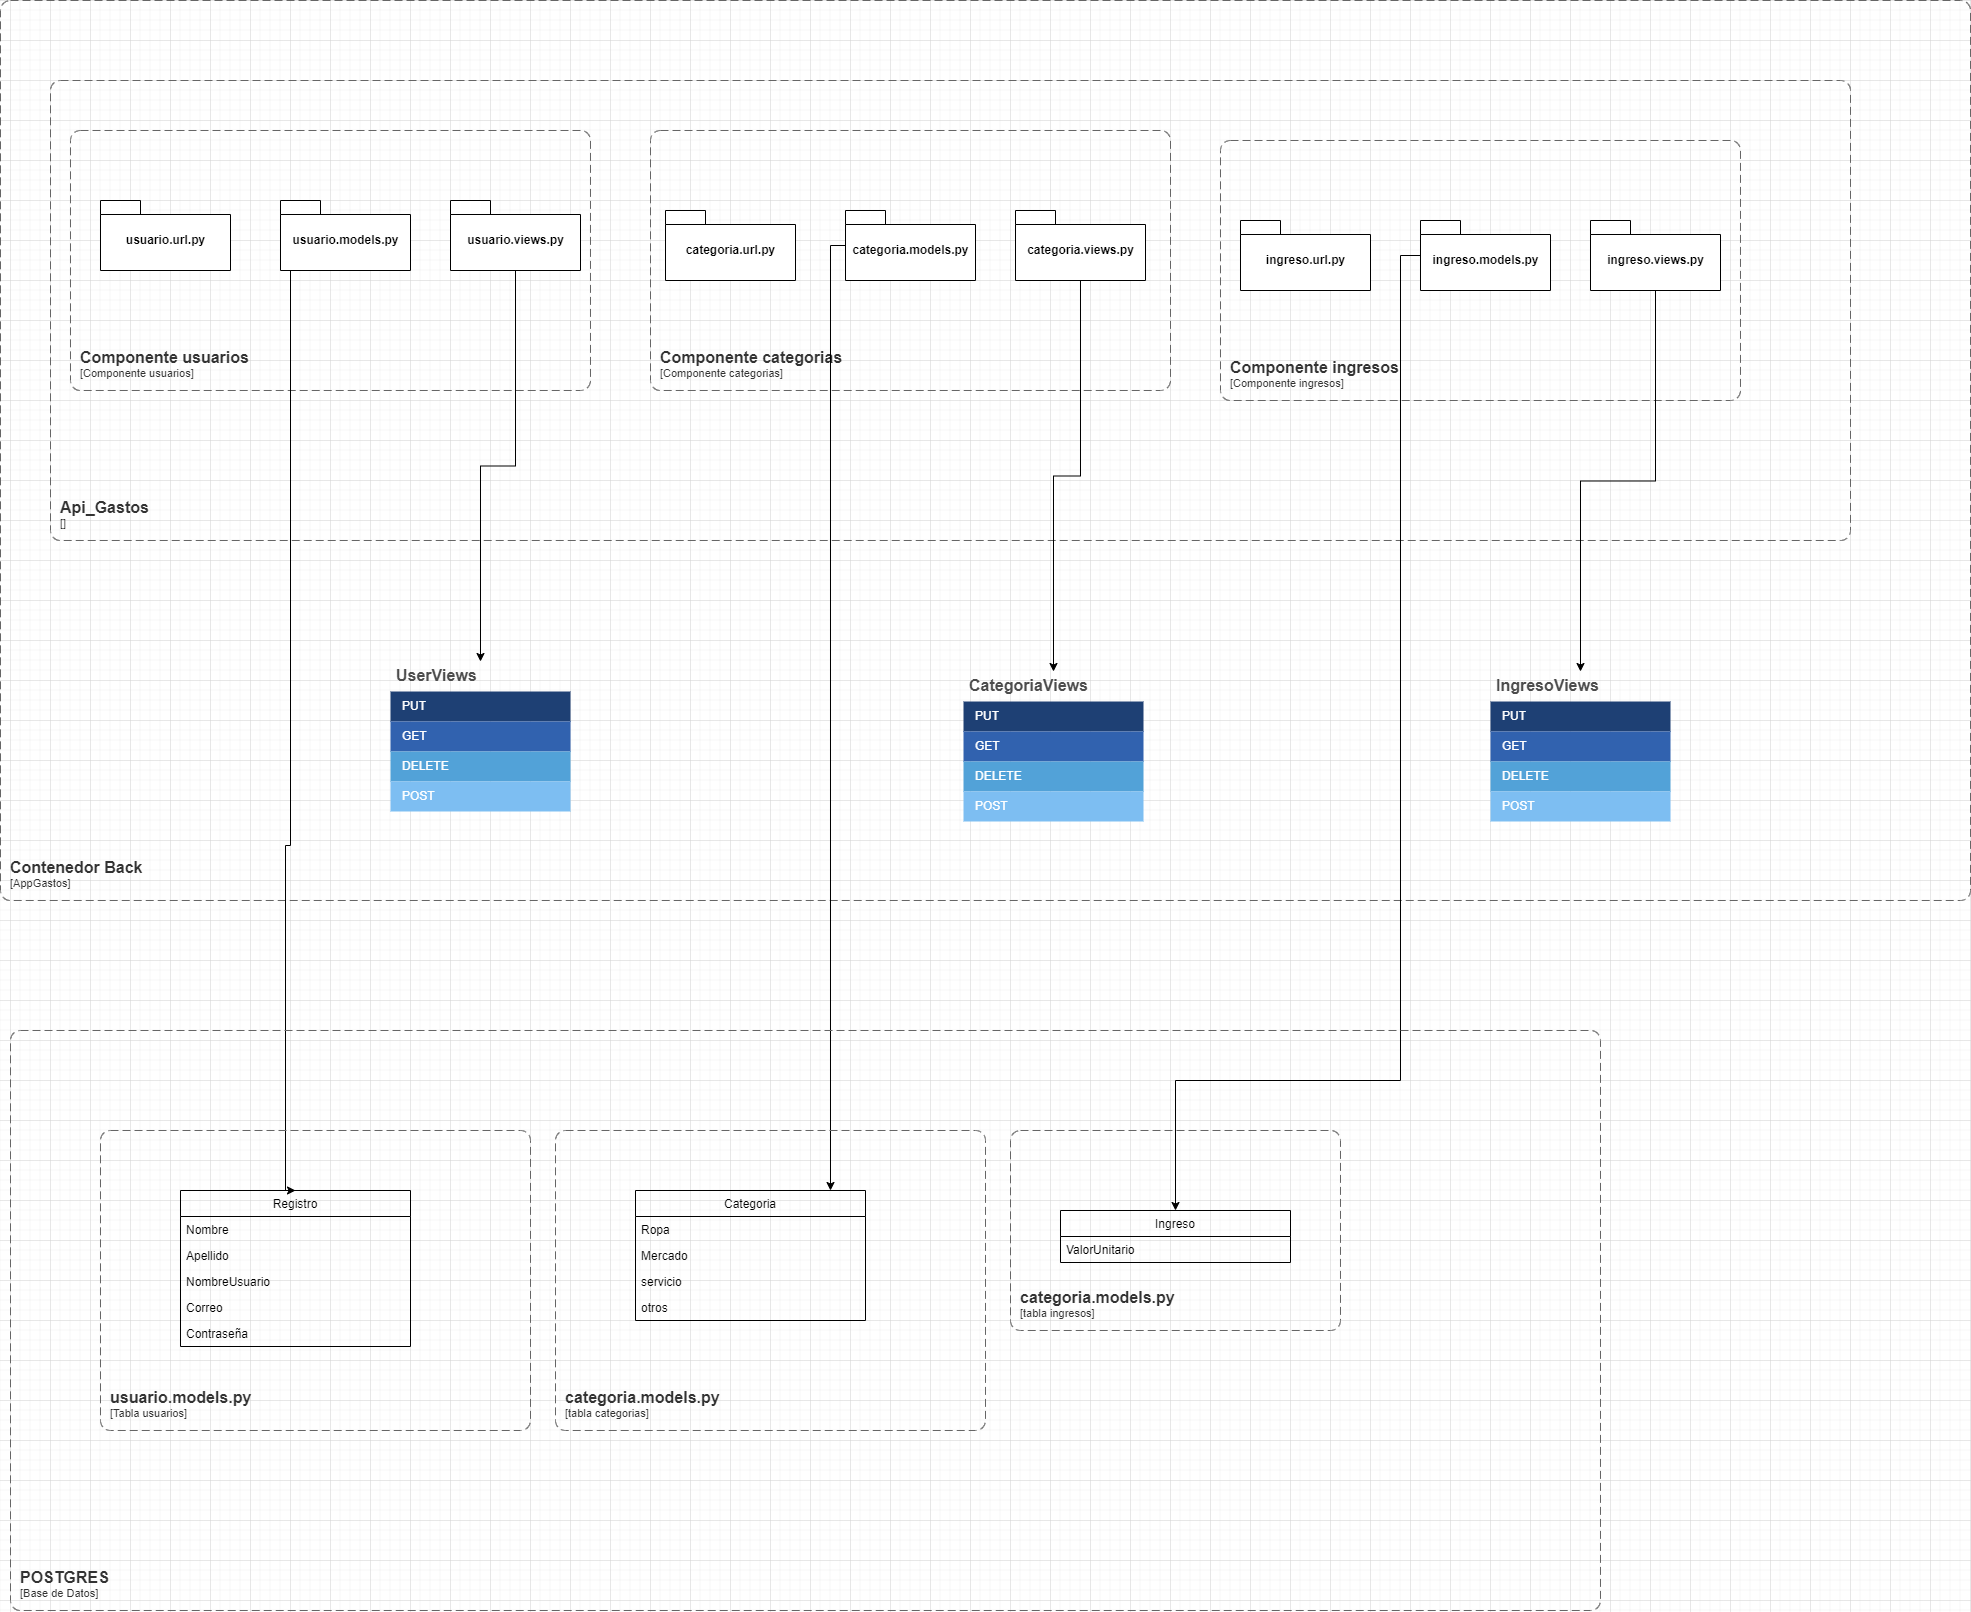 usuario.url.py
usuario.models.py
usuario.views.py
Componente usuarios
[Componente usuarios]
categoria.url.py
categoria.models.py
categoria.views.py
Componente categorias
[Componente categorias]
ingreso.url.py
ingreso.models.py
ingreso.views.py
Componente ingresos
[Componente ingresos]
Api_Gastos
[]
UserViews
PUT
GET
DELETE
POST
CategoriaViews
PUT
GET
DELETE
POST
IngresoViews
PUT
GET
DELETE
POST
Contenedor Back
[AppGastos]
Registro
Nombre
Apellido
NombreUsuario
Correo
Contraseña
usuario.models.py
[Tabla usuarios]
Categoria
Ropa
Mercado
servicio
otros
categoria.models.py
[tabla categorias]
Ingreso
ValorUnitario
categoria.models.py
[tabla ingresos]
POSTGRES
[Base de Datos]